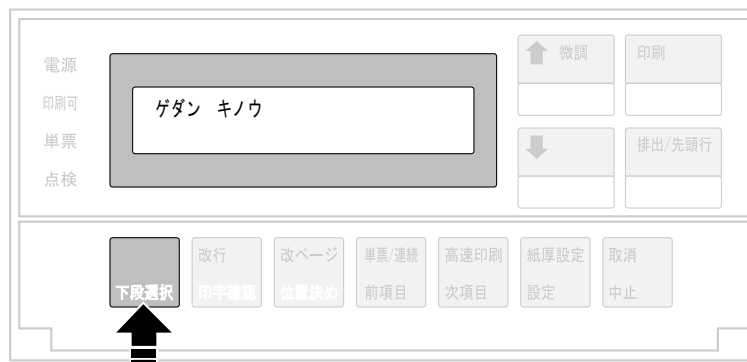 電源
印刷可
単票
点検
ゲダン キノウ
微調
印刷
排出/先頭行
下段選択
改行
印字確認
改ページ
位置決め
単票/連続
前項目
高速印刷
次項目
紙厚設定
設定
取消
中止